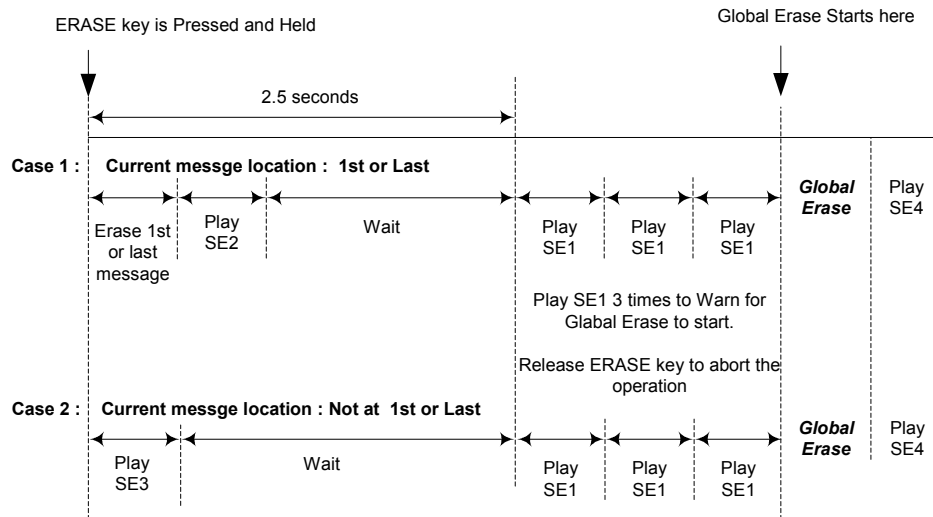 Global Erase Starts here
ERASE key is Pressed and Held
2.5 seconds
Case 1 : Current messge location : 1st or Last
Erase 1st
or last
message
Play
SE2
Wait
Play
SE1
Play
SE1
Play
SE1
Global
Erase
Play
SE4
Play SE1 3 times to Warn for
Glabal Erase to start.
Release ERASE key to abort the
operation
Case 2 : Current messge location : Not at 1st or Last
Play
SE3
Wait
Play
SE1
Play
SE1
Play
SE1
Global
Erase
Play
SE4